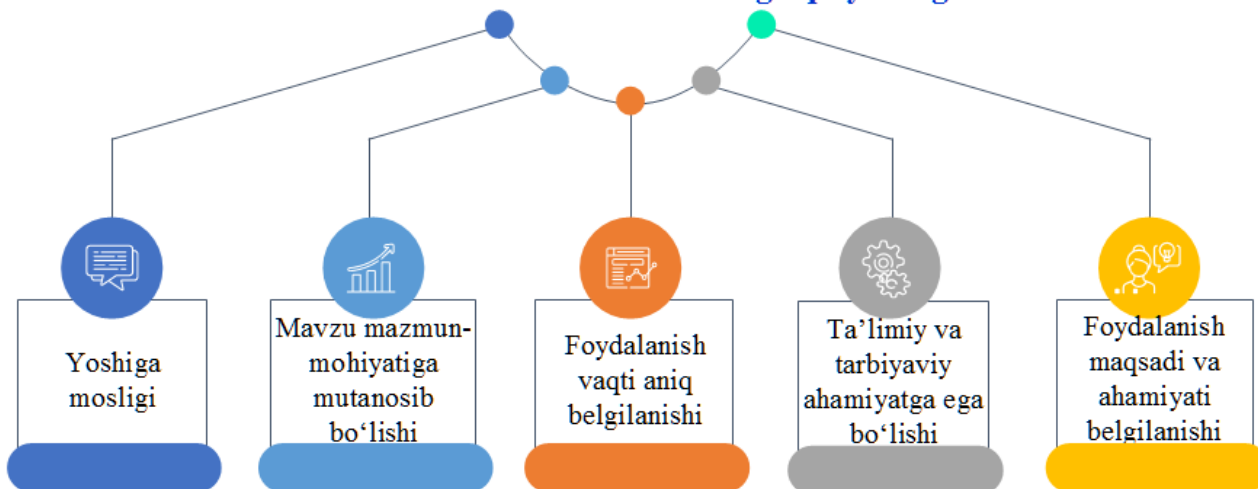 Yoshiga
mosligi
Mavzu mazmun-
mohiyatiga
mutanosib
bo‘lishi
Foydalanish
vaqti aniq
belgilanishi
Ta’limiy va
tarbiyaviy
ahamiyatga ega
bo‘lishi
Foydalanish
maqsadi va
ahamiyati
belgilanishi